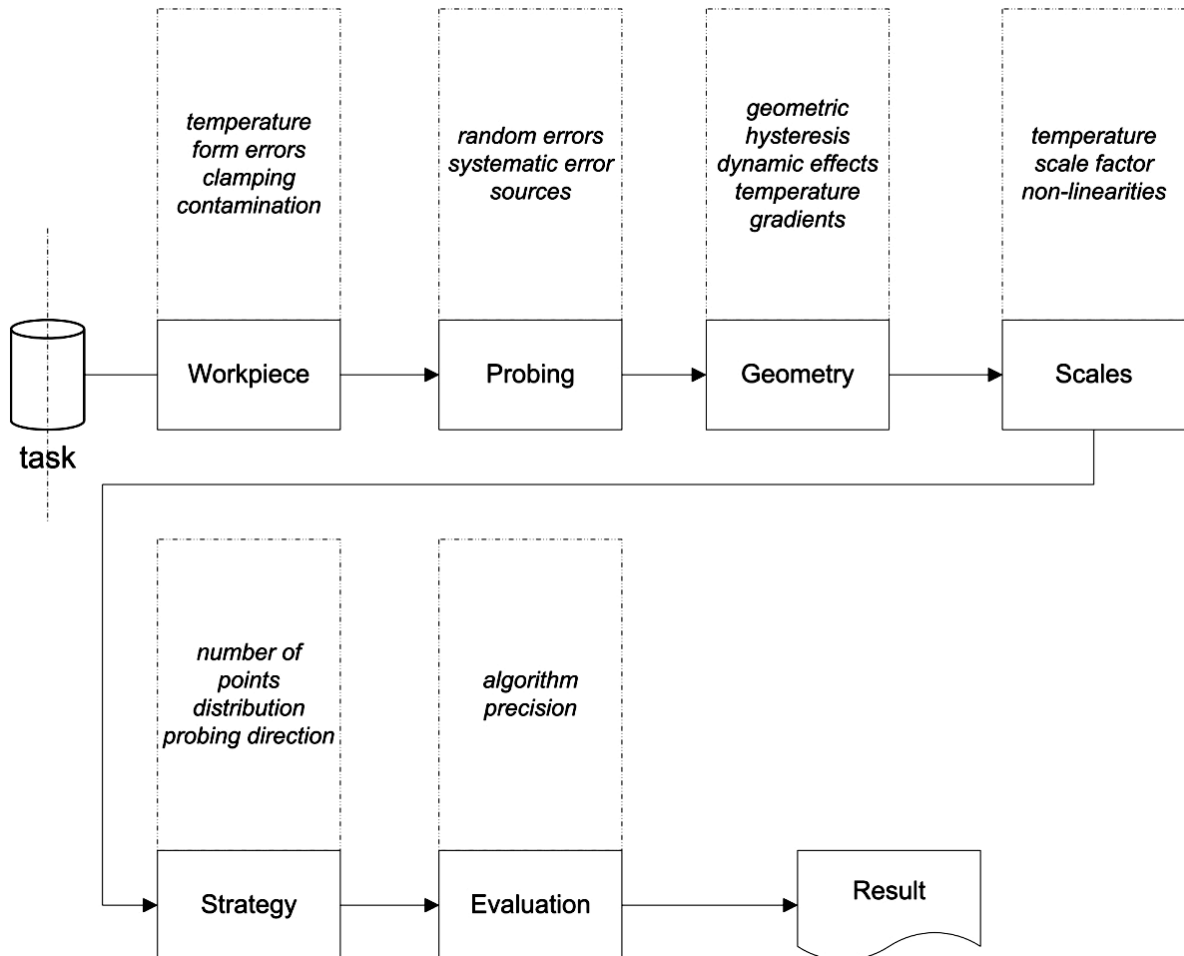 temperature
form errors
clamping
contamination
random errors
systematic error
sources
geometric
hysteresis
dynamic effects
temperature
gradients
temperature
scale factor
non-linearities
task
Workpiece
Probing
Geometry
Scales
number of
points
distribution
probing direction
algorithm
precision
Strategy
Evaluation
Result